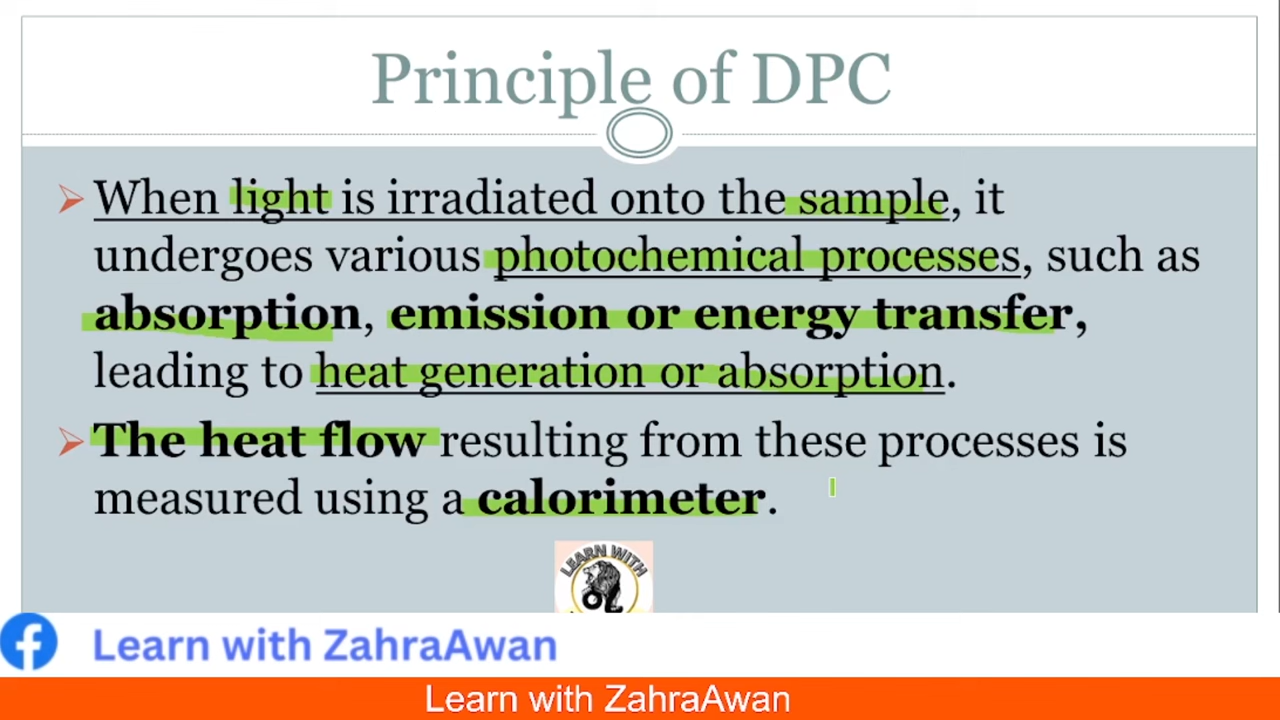 Principle of DPC
When light is irradiated onto the sample, it
undergoes various photochemical processes, such as
absorption, emission or energy transfer,
leading to heat generation or absorption.
The heat flow resulting from these processes is
measured using a calorimeter.
LEARN WITH
Learn with ZahraAwan
Learn with ZahraAwan